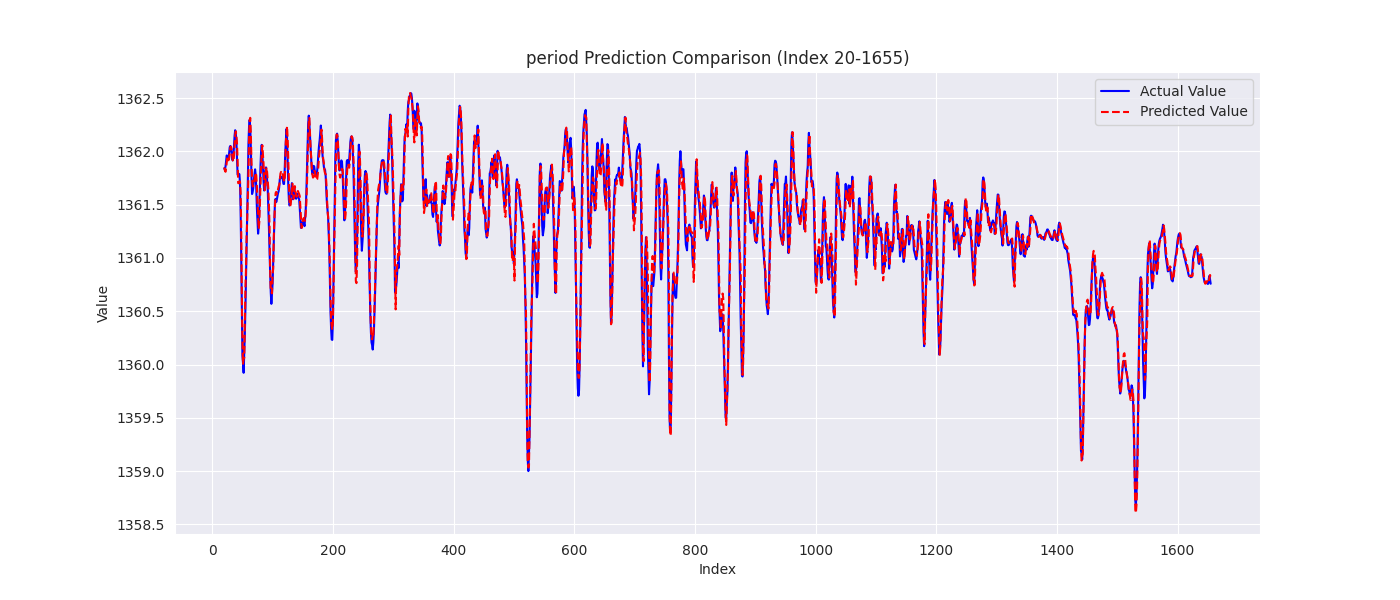 period Prediction Comparison (Index 20-1655)
Actual Value
Predicted Value
Value
1362.5
1362.0
1361.5
1361.0
1360.5
1360.0
1359.5
1359.0
1358.5
0 200 400 600 800 1000 1200 1400 1600
Index